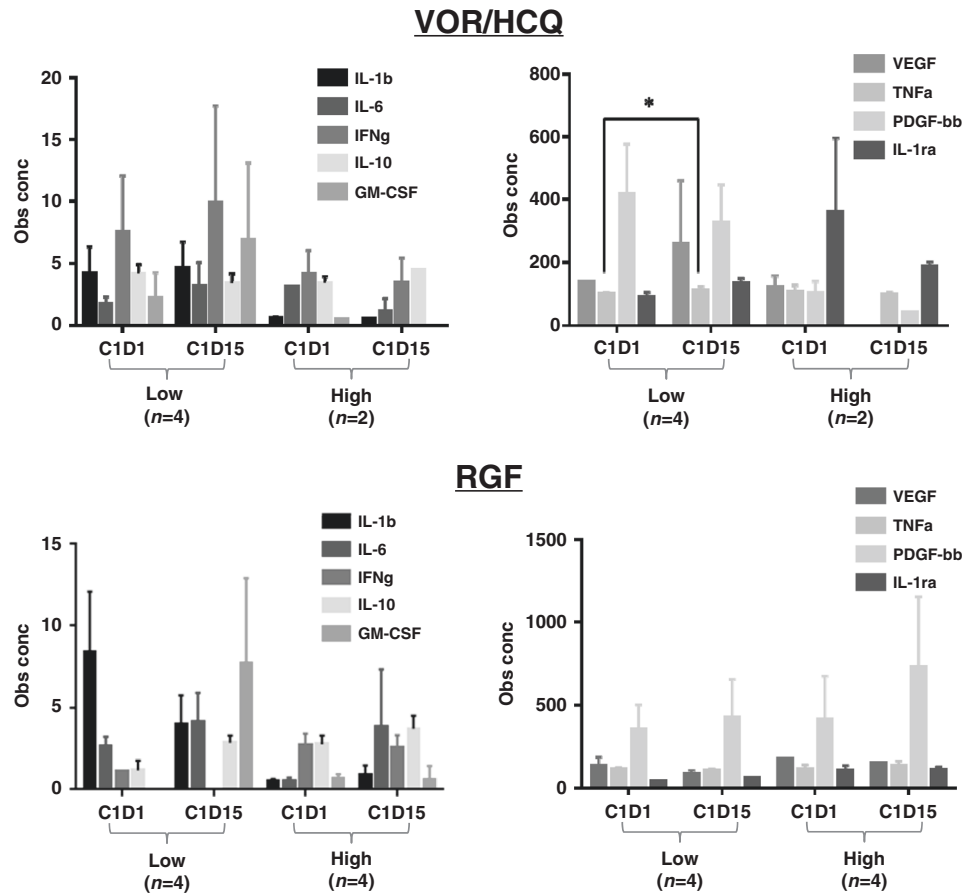 VOR/HCQ
Obs conc
20
15
10
5
0
IL-1b
IL-6
IFNg
IL-10
GM-CSF
C1D1 C1D15 C1D1 C1D15
Low High
(n=4) (n=2)
Obs conc
800
600
400
200
0
*
VEGF
TNFa
PDGF-bb
IL-1ra
C1D1 C1D15 C1D1 C1D15
Low High
(n=4) (n=2)
RGF
Obs conc
15
10
5
0
IL-1b
IL-6
IFNg
IL-10
GM-CSF
C1D1 C1D15 C1D1 C1D15
Low High
(n=4) (n=4)
Obs conc
1500
1000
500
0
VEGF
TNFa
PDGF-bb
IL-1ra
C1D1 C1D15 C1D1 C1D15
Low High
(n=4) (n=4)